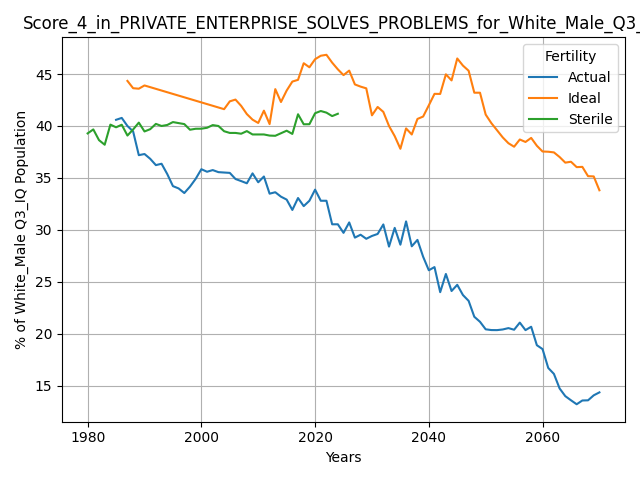 Score_4_in_PRIVATE_ENTERPRISE_SOLVES_PROBLEMS_for_White_Male_Q3_
Fertility
Actual
Ideal
Sterile
% of White_Male Q3_IQ Population
45
40
35
30
25
20
15
1980 2000 2020 2040 2060
Years